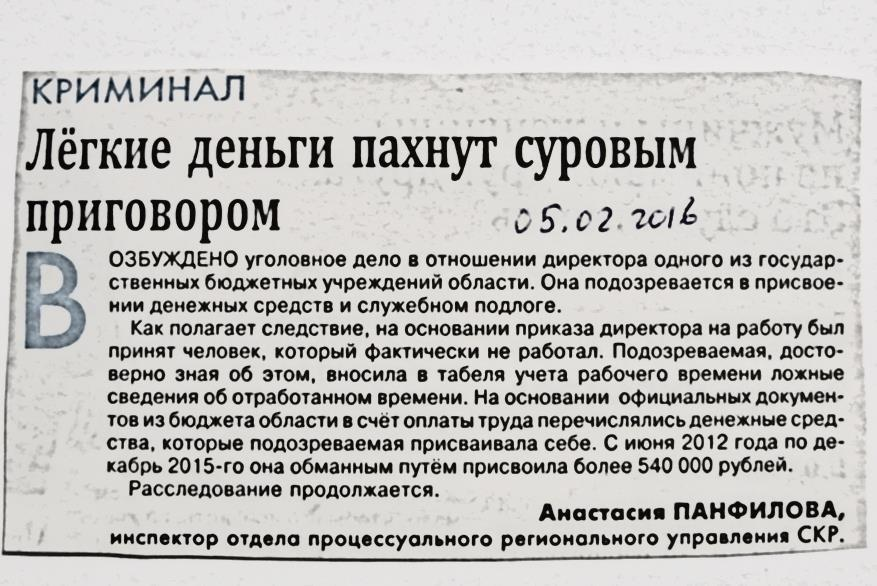 КРИМИНАЛ
Лёгкие деньги пахнут суровым
приговором
05.02.2016
ВОЗБУЖДЕНО уголовное дело в отношении директора одного из государ-
ственных бюджетных учреждений области. Она подозревается в присвое-
нии денежных средств и служебном подлоге.
Как полагает следствие, на основании приказа директора на работу был
принят человек, который фактически не работал. Подозреваемая, досто-
верно зная об этом, вносила в табеля учета рабочего времени ложные
сведения об отработанном времени. На основании официальных докумен-
тов из бюджета области в счёт оплаты труда перечислялись денежные сред-
ства, которые подозреваемая присваивала себе. С июня 2012 года по де-
кабрь 2015-го она обманным путём присвоила более 540 000 рублей.
Расследование продолжается.
Анастасия ПАНФИЛОВА,
инспектор отдела процессуального регионального управления СКР.